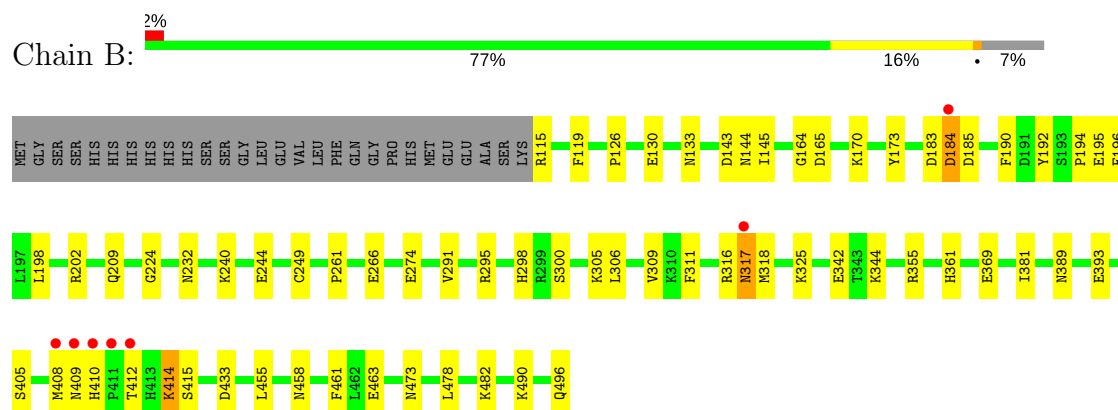 2%
Chain B:
77% 16% • 7%
MET GLY SER SER HIS HIS HIS HIS HIS HIS SER SER GLY LEU GLU VAL LEU PHE GLN GLY PRO HIS MET GLU GLU ALA SER LYS R115 F119 P126 E130 N133 D143 N144 I145 G164 D165 K170 Y173 D183 D184 D185 F190 D191 Y192 S193 P194 E195 E196
L197 L198 R202 Q209 G224 N232 K240 E244 C249 P261 E266 E274 V291 R295 H298 R299 S300 K305 L306 V309 K310 F311 R316 N317 M318 K325 E342 T343 K344 R355 H361 E369 I381 N389 E393
S405 M408 N409 H410 P411 T412 H413 K414 S415 D433 L455 N458 F461 L462 E463 N473 L478 K482 K490 Q496